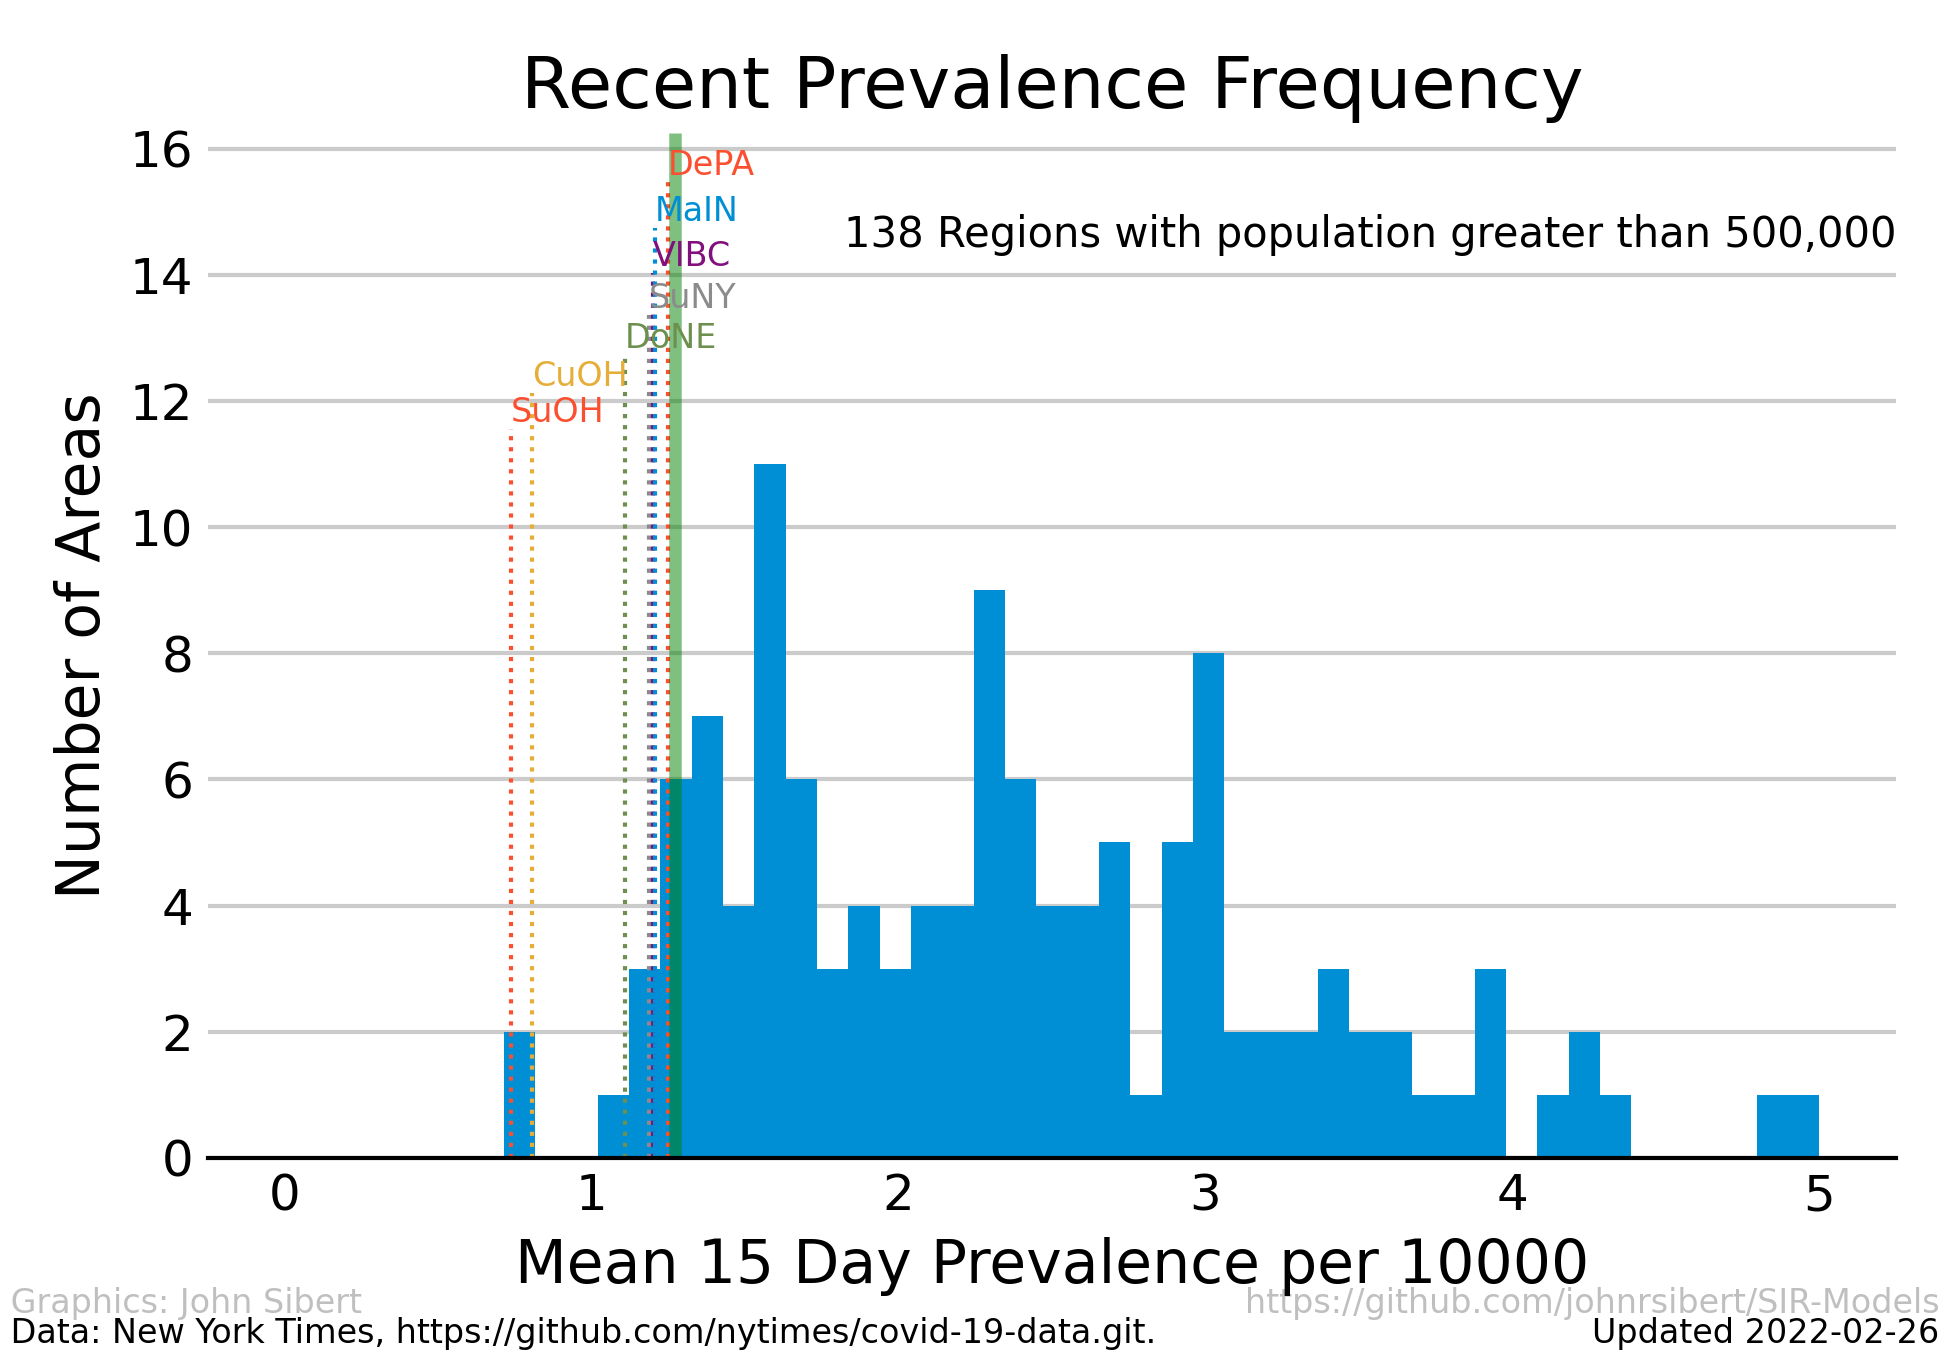 Recent Prevalence Frequency
16
DePA
MaIN
138 Regions with population greater than 500,000
VIBC
14
SuNY
DoNE
CuOH
12
SuOH
10
8
6
4
2
0
Number of Areas
0 1 2 3 4 5
Mean 15 Day Prevalence per 10000
Graphics: John Sibert
https://github.com/johnrsibert/SIR-Models
Data: New York Times, https://github.com/nytimes/covid-19-data.git.
Updated 2022-02-26